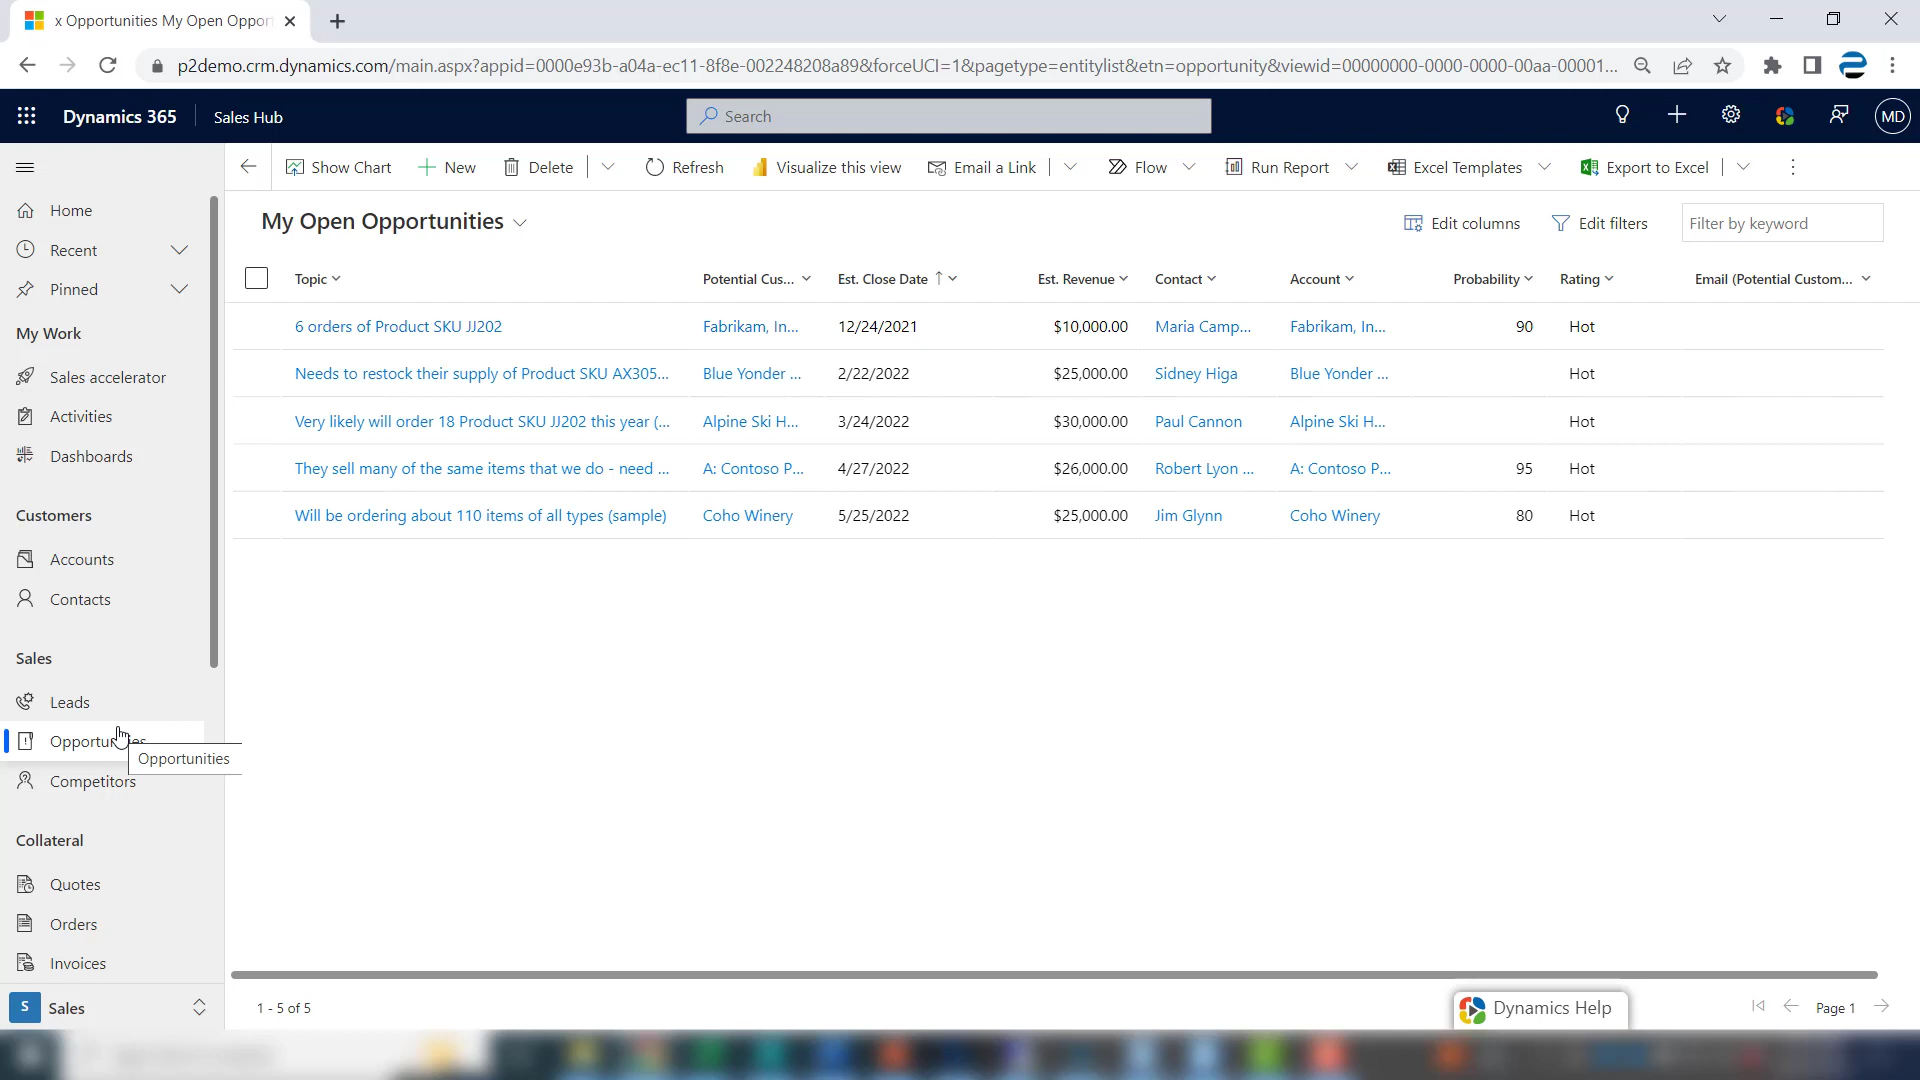 x Opportunities My Open Oppor
p2demo.crm.dynamics.com/main.aspx?appid=0000e93b-a04a-ec11-8f8e-002248208a89&forceUCI=1&pagetype=entitylist&etn=opportunity&viewid=00000000-0000-0000-00aa-00001...
Dynamics 365 Sales Hub Search MD
Show Chart New Delete Refresh Visualize this view Email a Link Flow Run Report Excel Templates Export to Excel
Home
Recent
Pinned
My Work
Sales accelerator
Activities
Dashboards
Customers
Accounts
Contacts
Sales
Leads
Opportunities
Opportunities
Competitors
Collateral
Quotes
Orders
Invoices
S Sales
My Open Opportunities Edit columns Edit filters Filter by keyword
Topic Potential Cus... Est. Close Date Est. Revenue Contact Account Probability Rating Email (Potential Custom...
6 orders of Product SKU JJ202 Fabrikam, In... 12/24/2021 $10,000.00 Maria Camp... Fabrikam, In... 90 Hot
Needs to restock their supply of Product SKU AX305... Blue Yonder ... 2/22/2022 $25,000.00 Sidney Higa Blue Yonder ... Hot
Very likely will order 18 Product SKU JJ202 this year (... Alpine Ski H... 3/24/2022 $30,000.00 Paul Cannon Alpine Ski H... Hot
They sell many of the same items that we do - need ... A: Contoso P... 4/27/2022 $26,000.00 Robert Lyon ... A: Contoso P... 95 Hot
Will be ordering about 110 items of all types (sample) Coho Winery 5/25/2022 $25,000.00 Jim Glynn Coho Winery 80 Hot
1 - 5 of 5 Dynamics Help Page 1